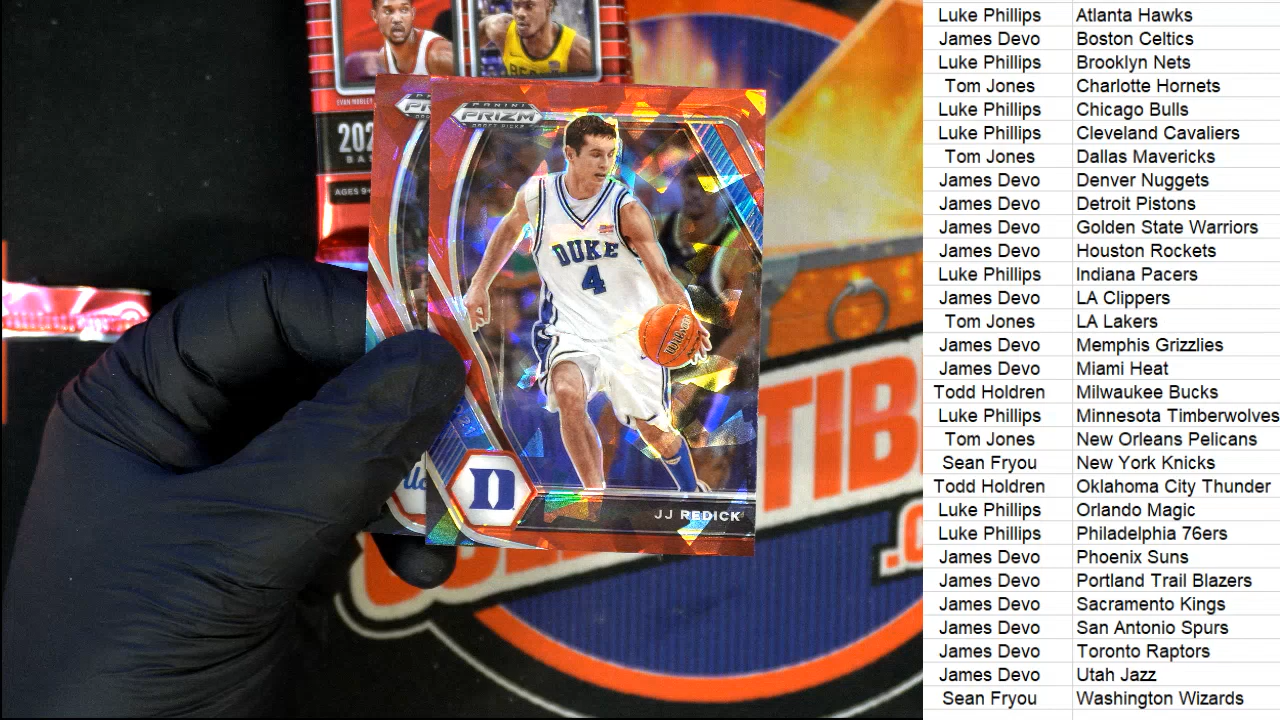 PANINI
PRIZM
DRAFT PICKS
DUKE
4
Wilson
D
JJ REDICK
PR
202
AGES 9+
TIB
Luke Phillips Atlanta Hawks
James Devo Boston Celtics
Luke Phillips Brooklyn Nets
Tom Jones Charlotte Hornets
Luke Phillips Chicago Bulls
Luke Phillips Cleveland Cavaliers
Tom Jones Dallas Mavericks
James Devo Denver Nuggets
James Devo Detroit Pistons
James Devo Golden State Warriors
James Devo Houston Rockets
Luke Phillips Indiana Pacers
James Devo LA Clippers
Tom Jones LA Lakers
James Devo Memphis Grizzlies
James Devo Miami Heat
Todd Holdren Milwaukee Bucks
Luke Phillips Minnesota Timberwolves
Tom Jones New Orleans Pelicans
Sean Fryou New York Knicks
Todd Holdren Oklahoma City Thunder
Luke Phillips Orlando Magic
Luke Phillips Philadelphia 76ers
James Devo Phoenix Suns
James Devo Portland Trail Blazers
James Devo Sacramento Kings
James Devo San Antonio Spurs
James Devo Toronto Raptors
James Devo Utah Jazz
Sean Fryou Washington Wizards